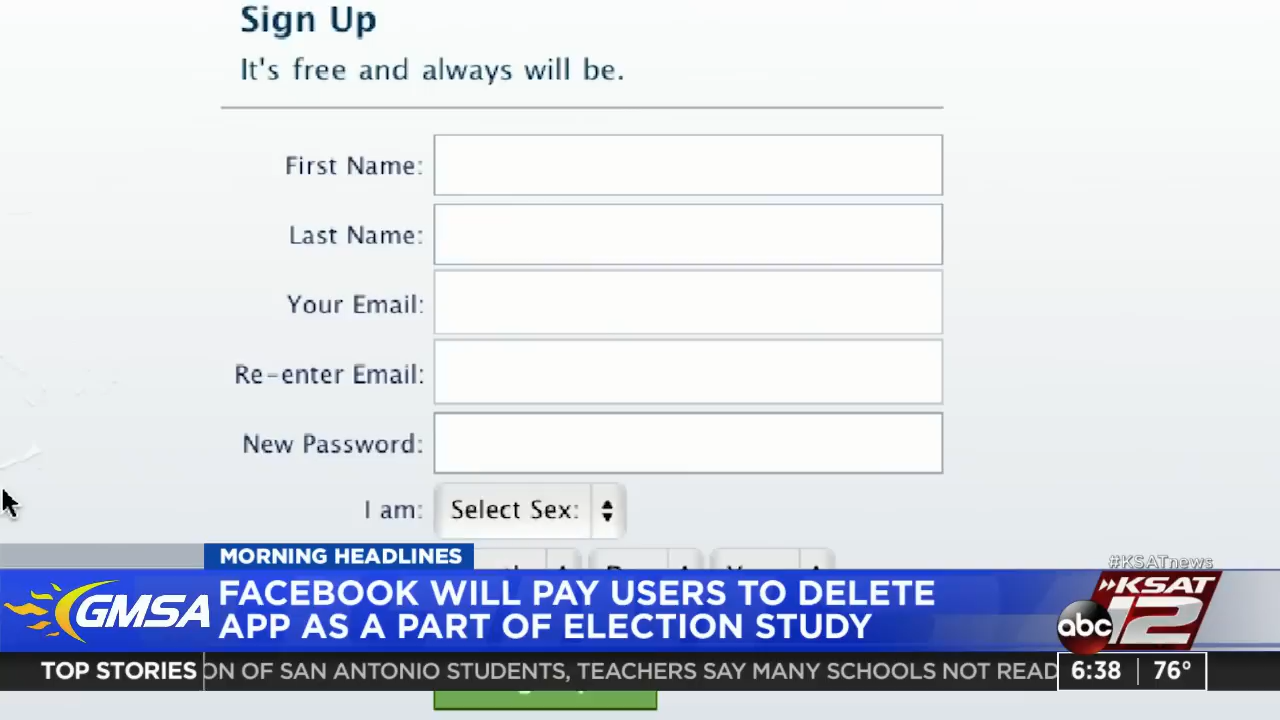 Sign Up
It's free and always will be.
First Name:
Last Name:
Your Email:
Re-enter Email:
New Password:
I am:
Select Sex:
MORNING HEADLINES
#KSATnews
GMSA
FACEBOOK WILL PAY USERS TO DELETE
APP AS A PART OF ELECTION STUDY
KSAT
abc 12
TOP STORIES
ON OF SAN ANTONIO STUDENTS, TEACHERS SAY MANY SCHOOLS NOT READ
6:38
76°